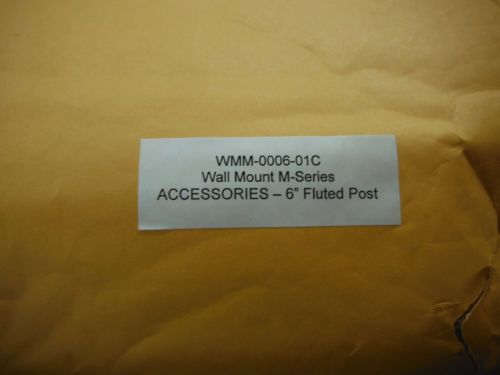 WMM-0006-01C
Wall Mount M-Series
ACCESSORIES – 6” Fluted Post